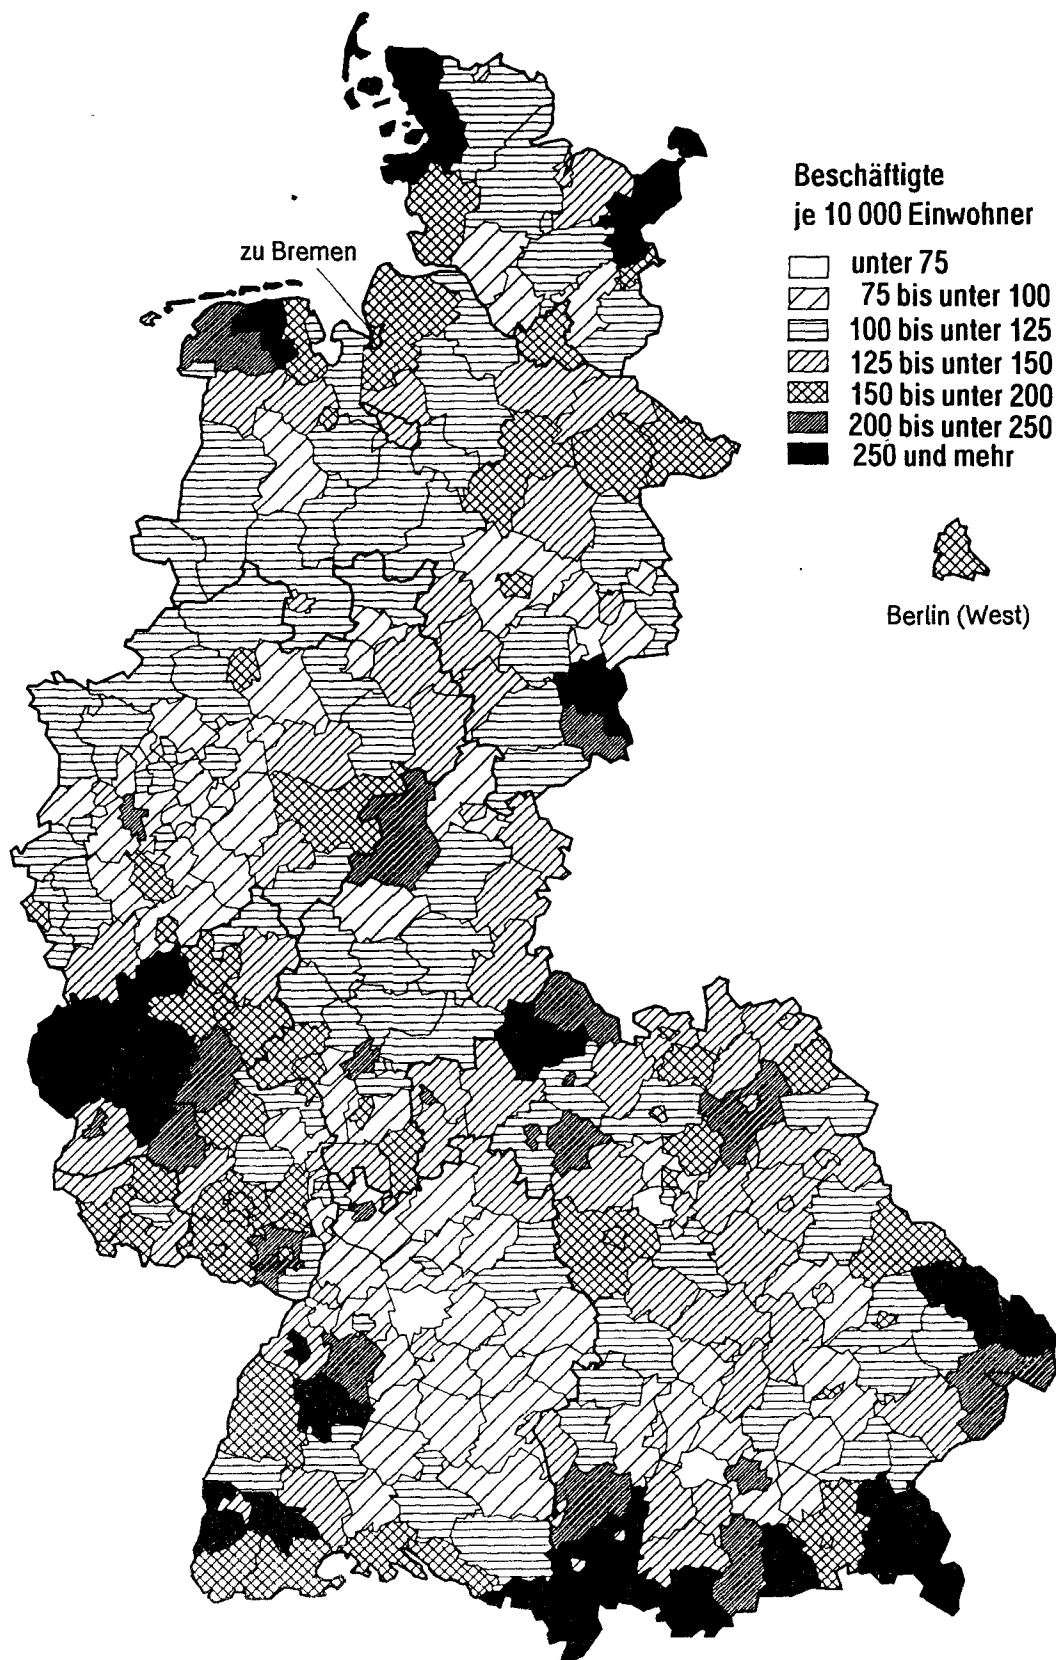 Beschäftigte
je 10 000 Einwohner
unter 75
75 bis unter 100
100 bis unter 125
125 bis unter 150
150 bis unter 200
200 bis unter 250
250 und mehr
zu Bremen
Berlin (West)